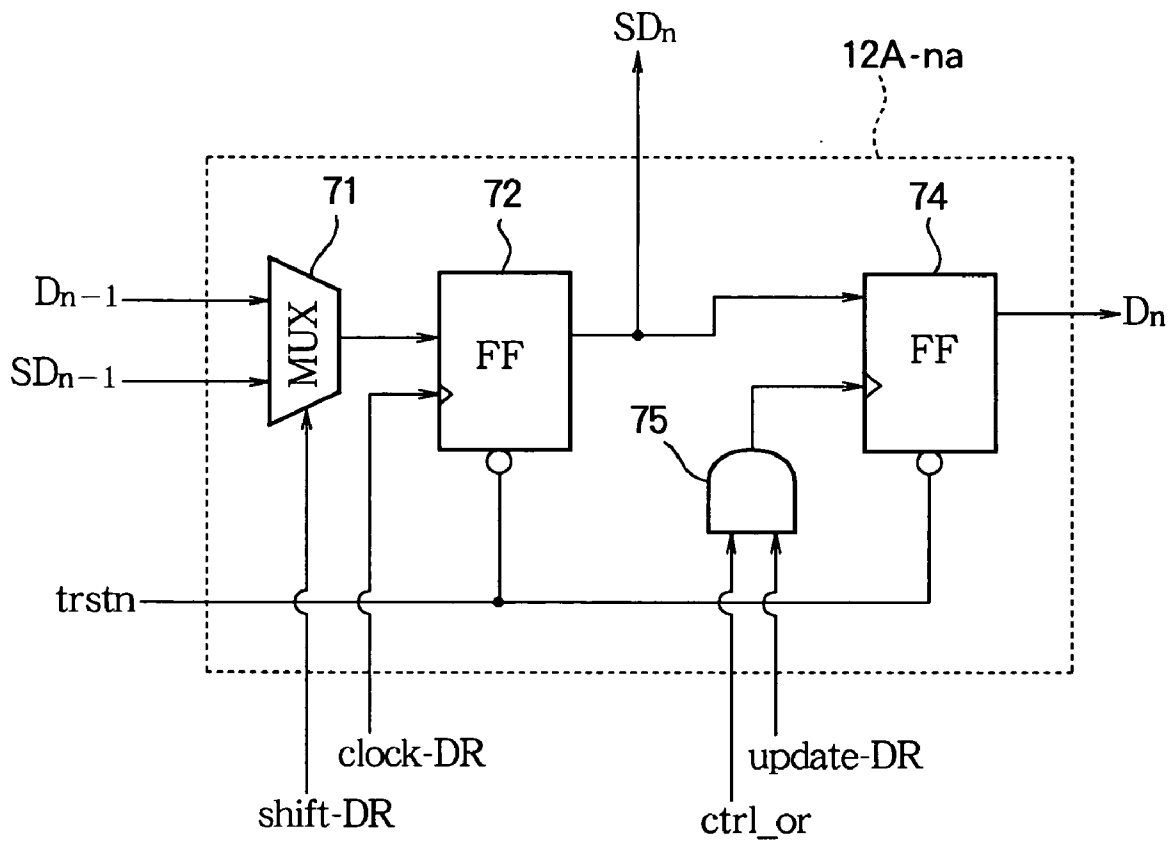 SDn
12A-na
71
72
74
Dn-1
SDn-1
MUX
FF
FF
Dn
75
trstn
clock-DR
update-DR
shift-DR
ctrl_or